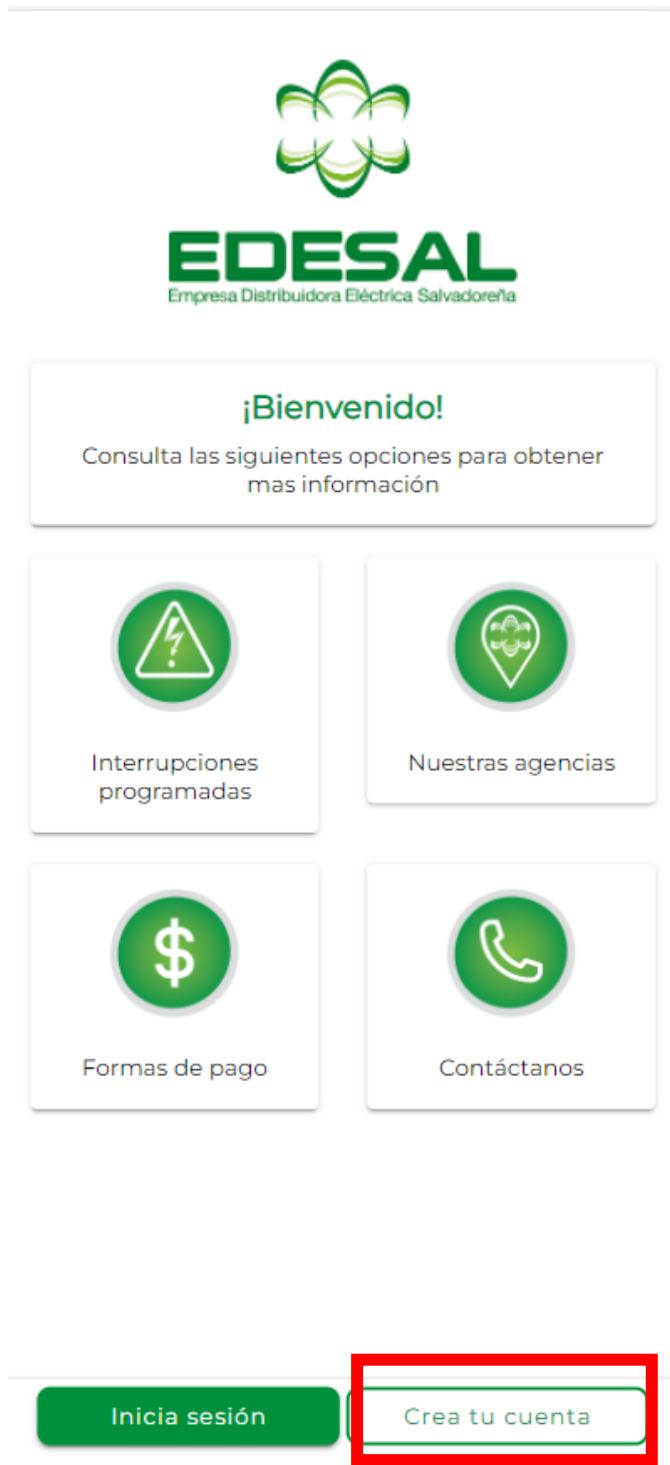 EDESAL
Empresa Distribuidora Eléctrica Salvadoreña
¡Bienvenido!
Consulta las siguientes opciones para obtener
mas información
Interrupciones
programadas
Nuestras agencias
$
Formas de pago
Contáctanos
Inicia sesión
Crea tu cuenta